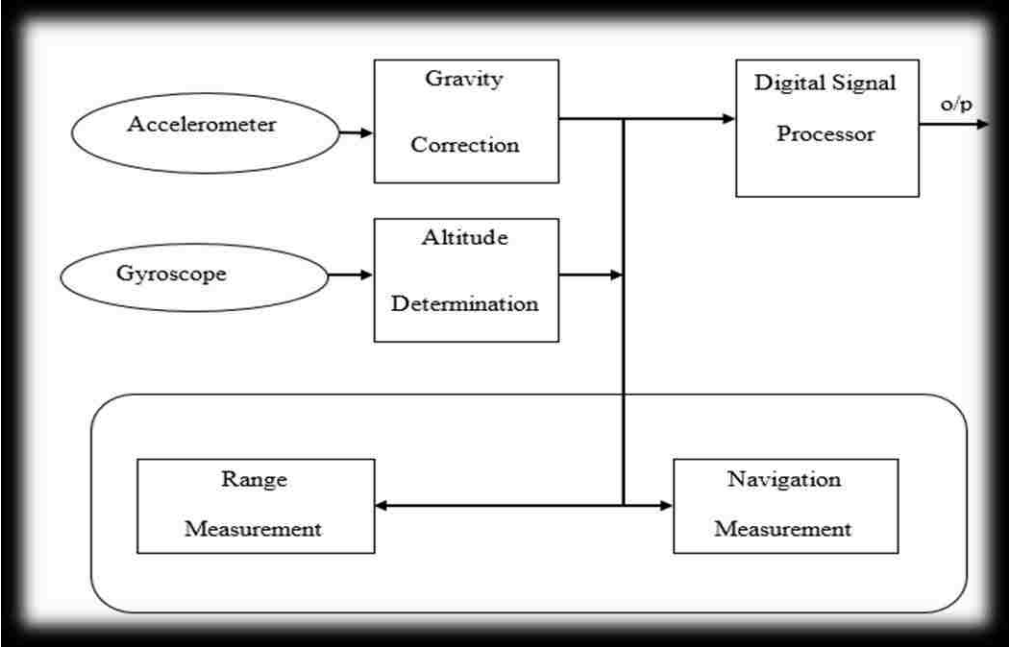 Accelerometer
Gravity
Correction
Digital Signal
Processor
o/p
Gyroscope
Altitude
Determination
Range
Measurement
Navigation
Measurement